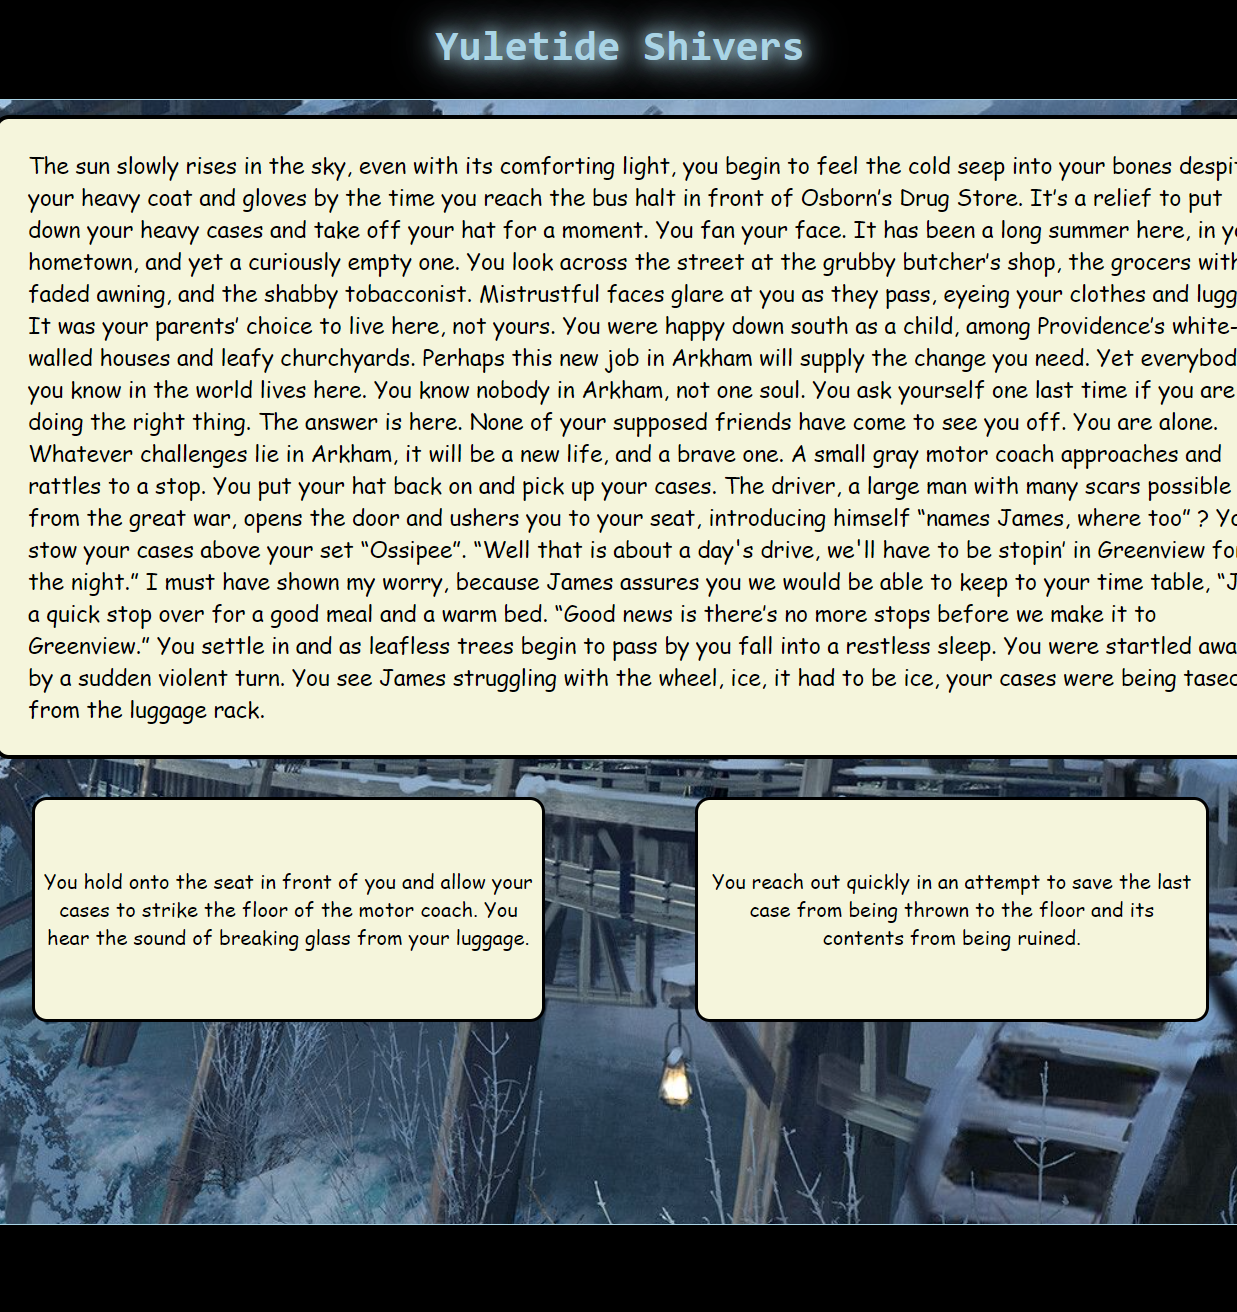 Yuletide Shivers
The sun slowly rises in the sky, even with its comforting light, you begin to feel the cold seep into your bones
your heavy coat and gloves by the time you reach the bus halt in front of Osborn’s Drug Store. It’s a relief to put
down your heavy cases and take off your hat for a moment. You fan your face. It has been a long summer here, in
hometown, and yet a curiously empty one. You look across the street at the grubby butcher’s shop, the grocers with
faded awning, and the shabby tobacconist. Mistrustful faces glare at you as they pass, eyeing your clothes and
It was your parents’ choice to live here, not yours. You were happy down south as a child, among Providence’s white-
walled houses and leafy churchyards. Perhaps this new job in Arkham will supply the change you need. Yet
you know in the world lives here. You know nobody in Arkham, not one soul. You ask yourself one last time if you are
doing the right thing. The answer is here. None of your supposed friends have come to see you off. You are alone.
Whatever challenges lie in Arkham, it will be a new life, and a brave one. A small gray motor coach approaches and
rattles to a stop. You put your hat back on and pick up your cases. The driver, a large man with many scars possible
from the great war, opens the door and ushers you to your seat, introducing himself “names James, where too” ?
stow your cases above your set “Ossipee”. “Well that is about a day's drive, we'll have to be stopin’ in Greenview for
the night.” I must have shown my worry, because James assures you we would be able to keep to your time table,
a quick stop over for a good meal and a warm bed. “Good news is there’s no more stops before we make it to
Greenview.” You settle in and as leafless trees begin to pass by you fall into a restless sleep. You were startled
by a sudden violent turn. You see James struggling with the wheel, ice, it had to be ice, your cases were being tased
from the luggage rack.
You hold onto the seat in front of you and allow your
cases to strike the floor of the motor coach. You
hear the sound of breaking glass from your luggage.
You reach out quickly in an attempt to save the last
case from being thrown to the floor and its
contents from being ruined.